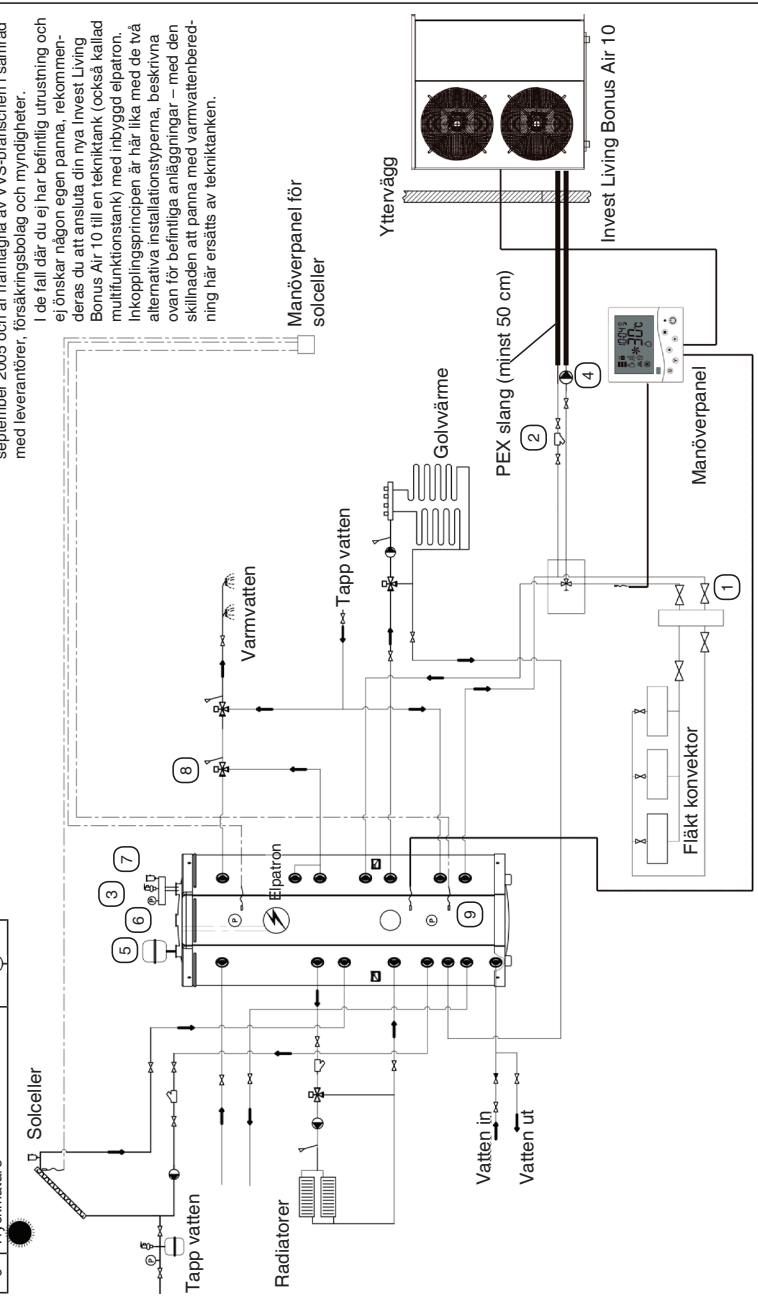 september 2005 och är framtagna av VVS-branschen i samråd
med leverantörer, försäkringsbolag och myndigheter.
I de fall där du ej har befintlig utrustning och
ej önskar någon egen panna, rekommen-
deras du att ansluta din nya Invest Living
Bonus Air 10 till en tekniktank (också kallad
multifunktionstank) med inbyggd elpatron.
Inkopplingsprincipen är här lika med de två
alternativa installationstyperna, beskrivna
ovan för befintliga anläggningar – med den
skillnaden att panna med varmvattenbered-
ning här ersätts av tekniktanken.
Solceller
Tapp vatten
Radiatorer
Vatten in
Vatten ut
5
6
3
7
8
9
P
P
P
P
Elpatron
Varmvatten
Tapp vatten
Golvvärme
Manöverpanel för
solceller
PEX slang (minst 50 cm)
2
4
1
Fläkt konvektor
Manöverpanel
Yttervägg
Invest Living Bonus Air 10